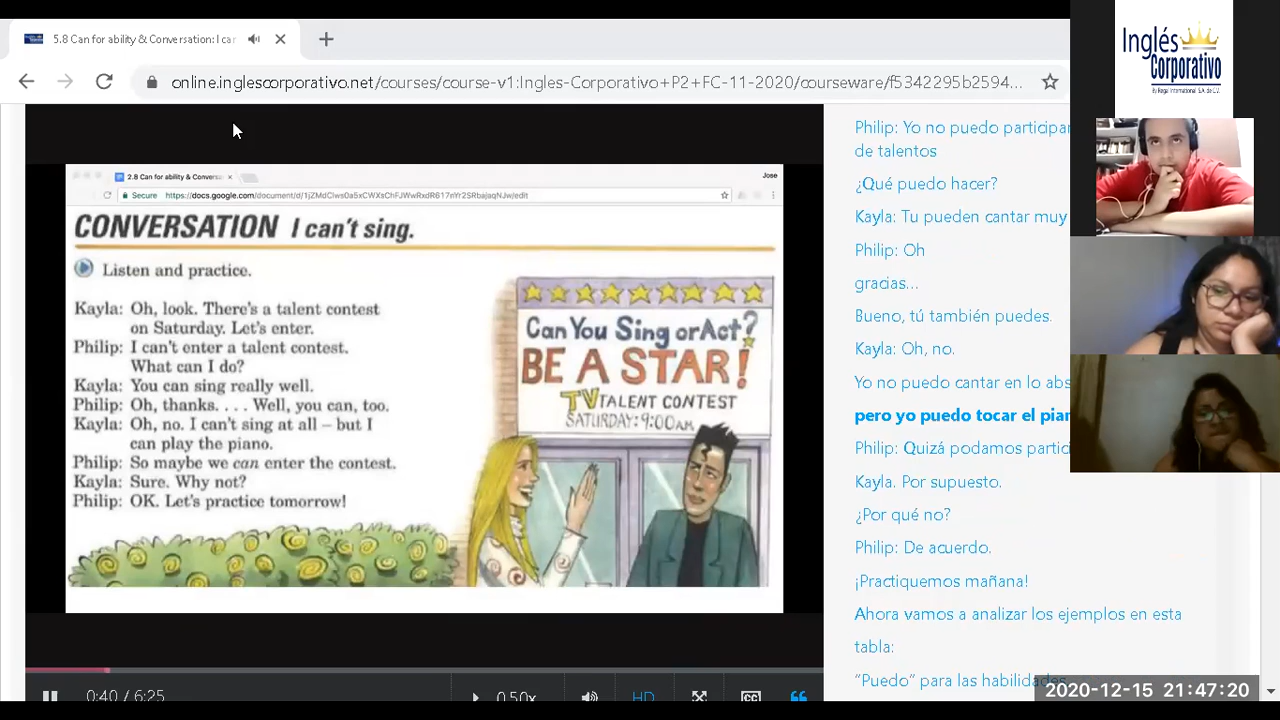 5.8 Can for ability & Conversation: I car
online.inglescorporativo.net/courses/course-v1:Ingles-Corporativo+P2+FC-11-2020/courseware/f5342295b2594...
2.8 Can for ability & Conversa
Jose
Secure
CONVERSATION I can't sing.
Listen and practice.
Kayla: Oh, look. There's a talent contest
on Saturday. Let's enter.
Philip: I can't enter a talent contest.
What can I do?
Kayla: You can sing really well.
Philip: Oh, thanks. . . . Well, you can, too.
Kayla: Oh, no. I can't sing at all – but I
can play the piano.
Philip: So maybe we can enter the contest.
Kayla: Sure. Why not?
Philip: OK. Let's practice tomorrow!
Can You Sing or Act?
BE A STAR!
TV TALENT CONTEST
SATURDAY: 9:00 AM
0:40 / 6:25
0.50x
HD
CC
Philip: Yo no puedo participar
de talentos
¿Qué puedo hacer?
Kayla: Tu pueden cantar muy
Philip: Oh
gracias...
Bueno, tú también puedes.
Kayla: Oh, no.
Yo no puedo cantar en lo abs
pero yo puedo tocar el pian
Philip: Quizá podamos partici
Kayla. Por supuesto.
¿Por qué no?
Philip: De acuerdo.
¡Practiquemos mañana!
Ahora vamos a analizar los ejemplos en esta
tabla:
"Puedo" para las habilidades
Inglés
Corporativo
By Regal International S.A. de C.V.
2020-12-15 21:47:20